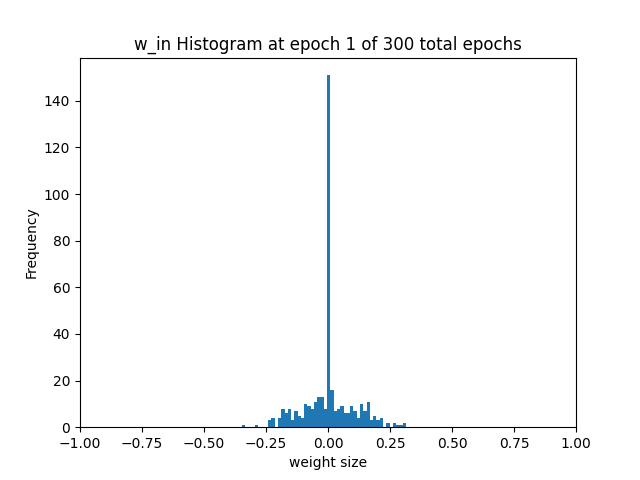 w_in Histogram at epoch 1 of 300 total epochs
140
120
100
80
60
40
20
0
Frequency
−1.00 −0.75 −0.50 −0.25 0.00 0.25 0.50 0.75 1.00
weight size